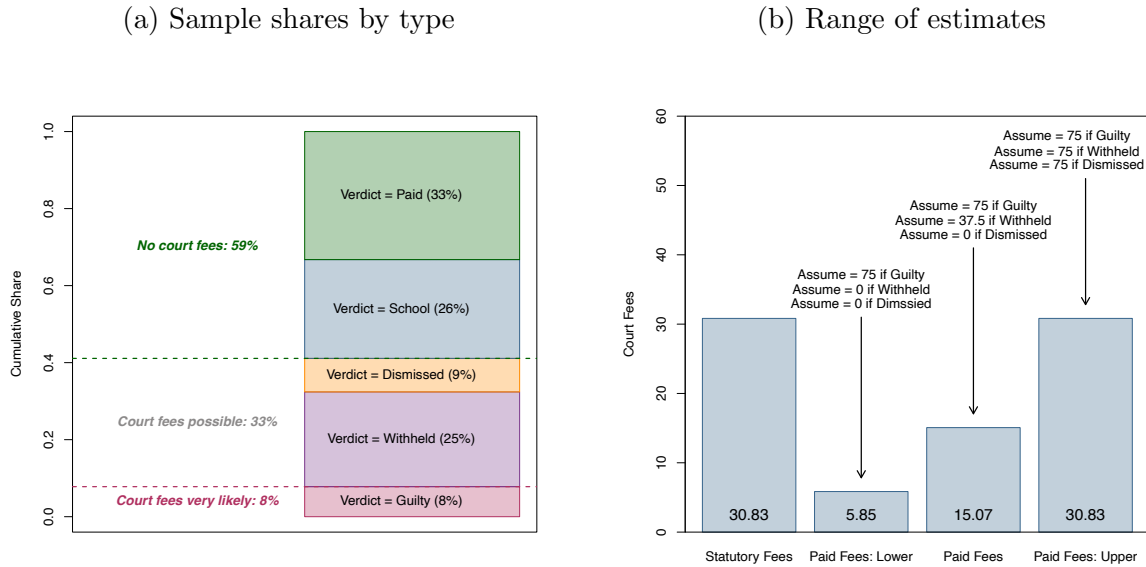 (a) Sample shares by type
Cumulative Share
1.0
0.8
0.6
0.4
0.2
0.0
No court fees: 59%
Court fees possible: 33%
Court fees very likely: 8%
Verdict = Paid (33%)
Verdict = School (26%)
Verdict = Dismissed (9%)
Verdict = Withheld (25%)
Verdict = Guilty (8%)
(b) Range of estimates
Court Fees
60
50
40
30
20
10
0
Assume = 75 if Guilty
Assume = 0 if Withheld
Assume = 0 if Dimssied
Assume = 75 if Guilty
Assume = 37.5 if Withheld
Assume = 0 if Dismissed
Assume = 75 if Guilty
Assume = 75 if Withheld
Assume = 75 if Dismissed
30.83
5.85
15.07
30.83
Statutory Fees
Paid Fees: Lower
Paid Fees
Paid Fees: Upper